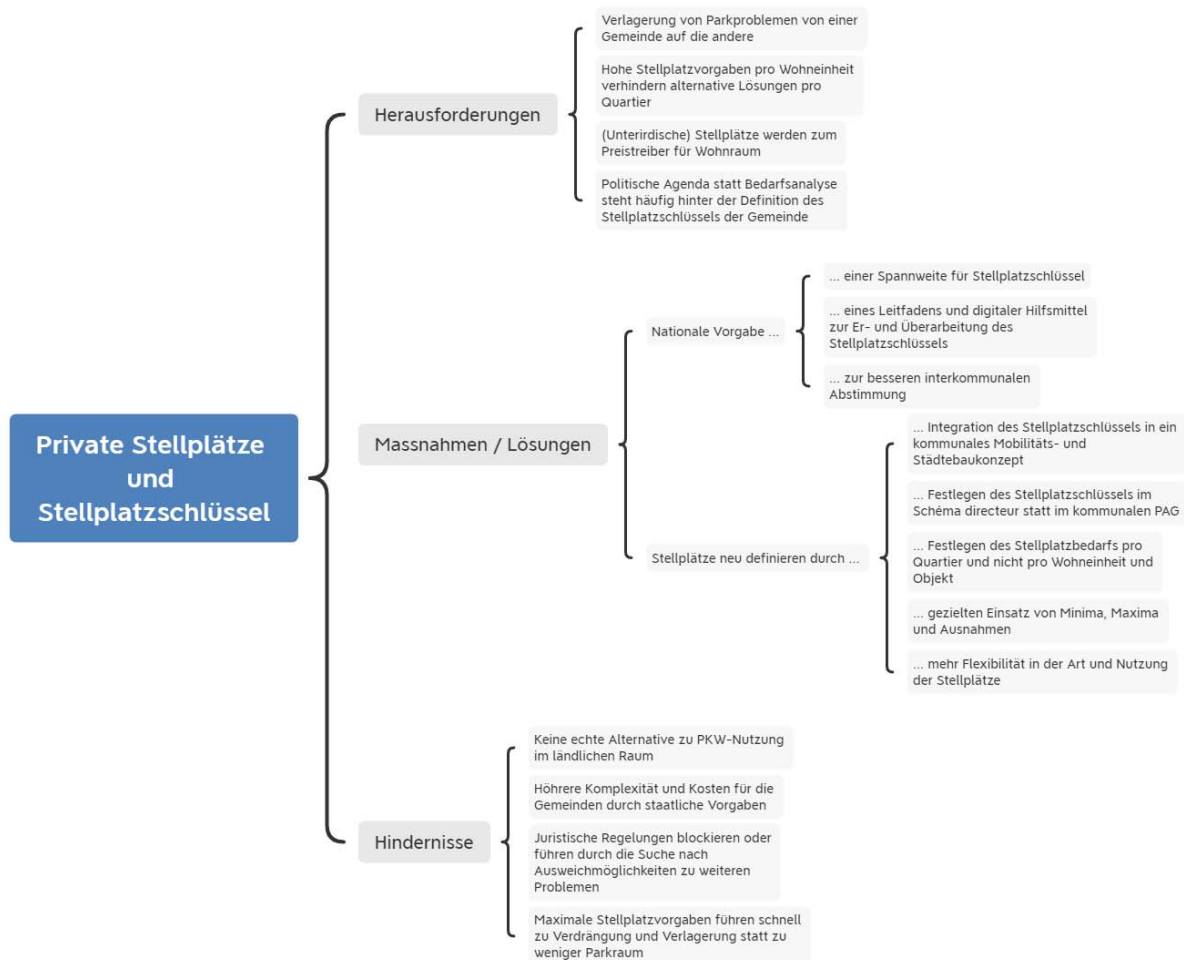 Private Stellplätze
und
Stellplatzschlüssel
Herausforderungen
Verlagerung von Parkproblemen von einer
Gemeinde auf die andere
Hohe Stellplatzvorgaben pro Wohneinheit
verhindern alternative Lösungen pro
Quartier
(Unterirdische) Stellplätze werden zum
Preistreiber für Wohnraum
Politische Agenda statt Bedarfsanalyse
steht häufig hinter der Definition des
Stellplatzschlüssels der Gemeinde
Massnahmen / Lösungen
Nationale Vorgabe ...
... einer Spannweite für Stellplatzschlüssel
... eines Leitfadens und digitaler Hilfsmittel
zur Er- und Überarbeitung des
Stellplatzschlüssels
... zur besseren interkommunalen
Abstimmung
Stellplätze neu definieren durch ...
... Integration des Stellplatzschlüssels in ein
kommunales Mobilitäts- und
Städtebaukonzept
... Festlegen des Stellplatzschlüssels im
Schéma directeur statt im kommunalen PAG
... Festlegen des Stellplatzbedarfs pro
Quartier und nicht pro Wohneinheit und
Objekt
... gezielten Einsatz von Minima, Maxima
und Ausnahmen
... mehr Flexibilität in der Art und Nutzung
der Stellplätze
Hindernisse
Keine echte Alternative zu PKW-Nutzung
im ländlichen Raum
Höhrere Komplexität und Kosten für die
Gemeinden durch staatliche Vorgaben
Juristische Regelungen blockieren oder
führen durch die Suche nach
Ausweichmöglichkeiten zu weiteren
Problemen
Maximale Stellplatzvorgaben führen schnell
zu Verdrängung und Verlagerung statt zu
weniger Parkraum